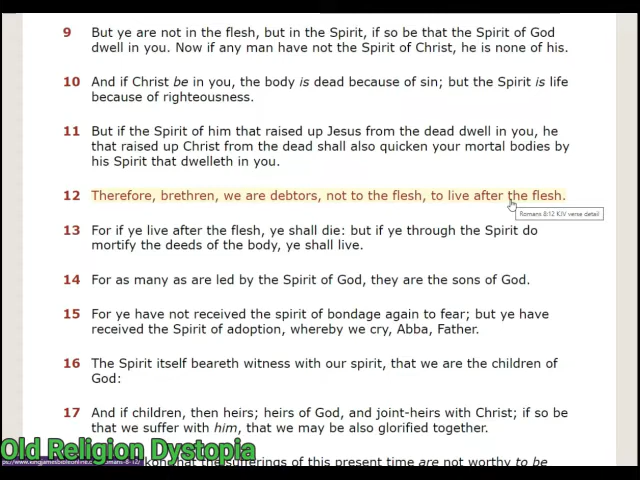 9 But ye are not in the flesh, but in the Spirit, if so be that the Spirit of God
dwell in you. Now if any man have not the Spirit of Christ, he is none of his.
10 And if Christ be in you, the body is dead because of sin; but the Spirit is life
because of righteousness.
11 But if the Spirit of him that raised up Jesus from the dead dwell in you, he
that raised up Christ from the dead shall also quicken your mortal bodies by
his Spirit that dwelleth in you.
12 Therefore, brethren, we are debtors, not to the flesh, to live after the flesh.
Romans 8:12 KJV verse detail
13 For if ye live after the flesh, ye shall die: but if ye through the Spirit do
mortify the deeds of the body, ye shall live.
14 For as many as are led by the Spirit of God, they are the sons of God.
15 For ye have not received the spirit of bondage again to fear; but ye have
received the Spirit of adoption, whereby we cry, Abba, Father.
16 The Spirit itself beareth witness with our spirit, that we are the children of
God:
17 And if children, then heirs; heirs of God, and joint-heirs with Christ; if so be
that we suffer with him, that we may be also glorified together.
Old Religion Dystopia
that the sufferings of this present time are not worthy to be